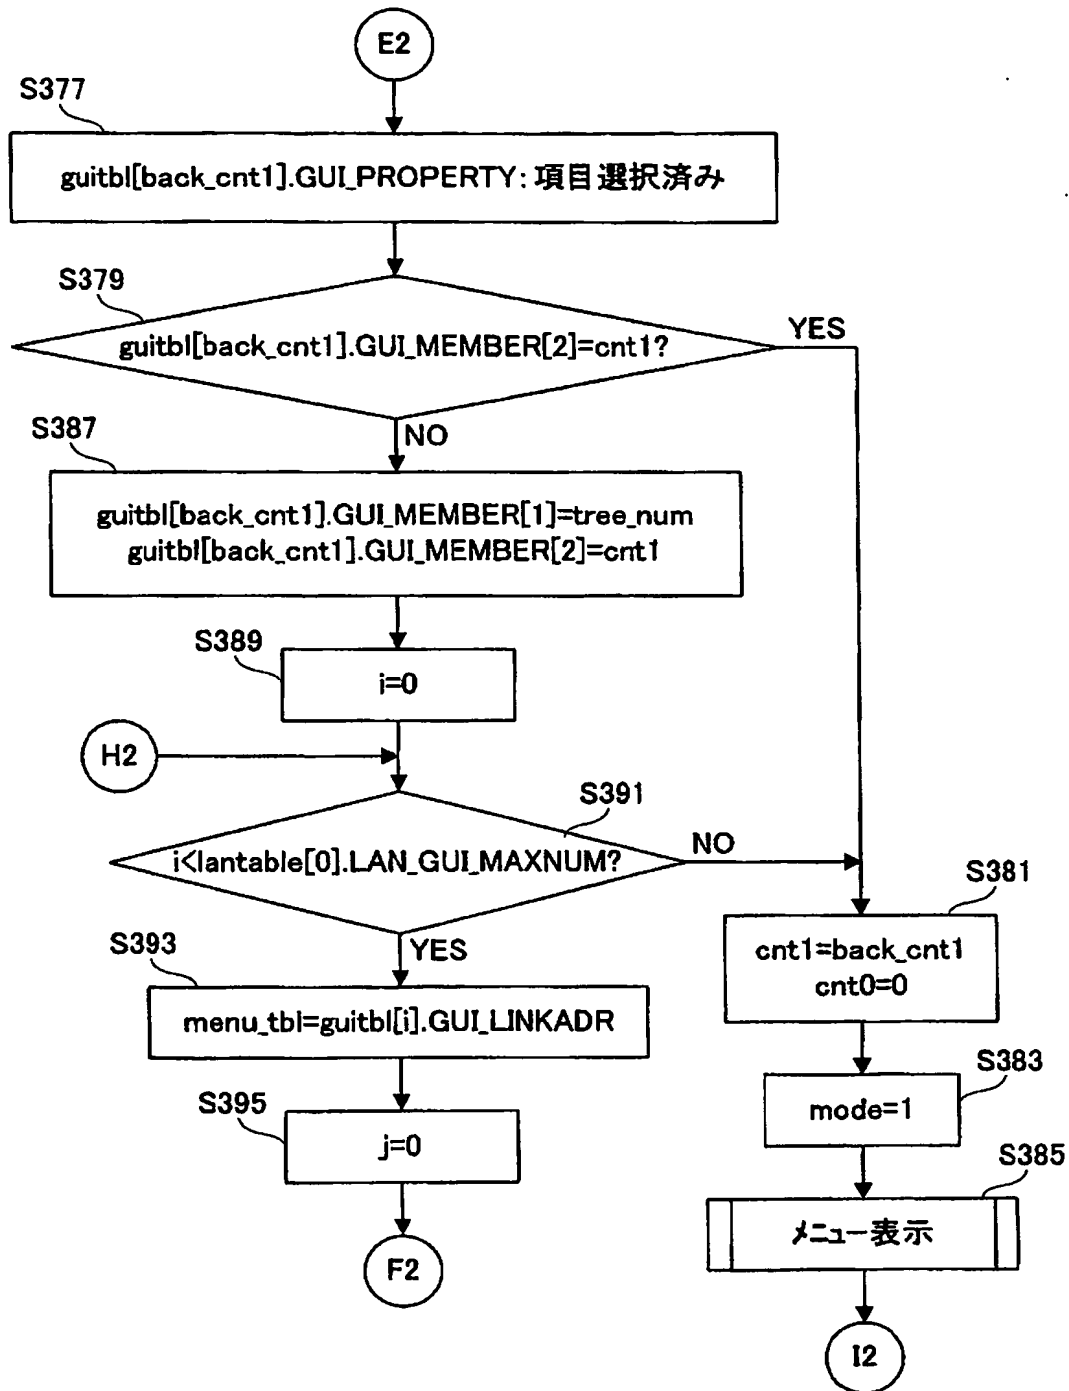 E2
S377
guitbl[back_cnt1].GUI_PROPERTY:項目選択済み
S379
guitbl[back_cnt1].GUI_MEMBER[2]=cnt1?
YES
NO
S387
guitbl[back_cnt1].GUI_MEMBER[1]=tree_num
guitbl[back_cnt1].GUI_MEMBER[2]=cnt1
S389
i=0
H2
S391
i<lantable[0].LAN_GUI_MAXNUM?
NO
YES
S381
cnt1=back_cnt1
cnt0=0
S393
menu_tbl=guitbl[i].GUI_LINKADR
S383
mode=1
S395
j=0
S385
メニュー表示
F2
I2